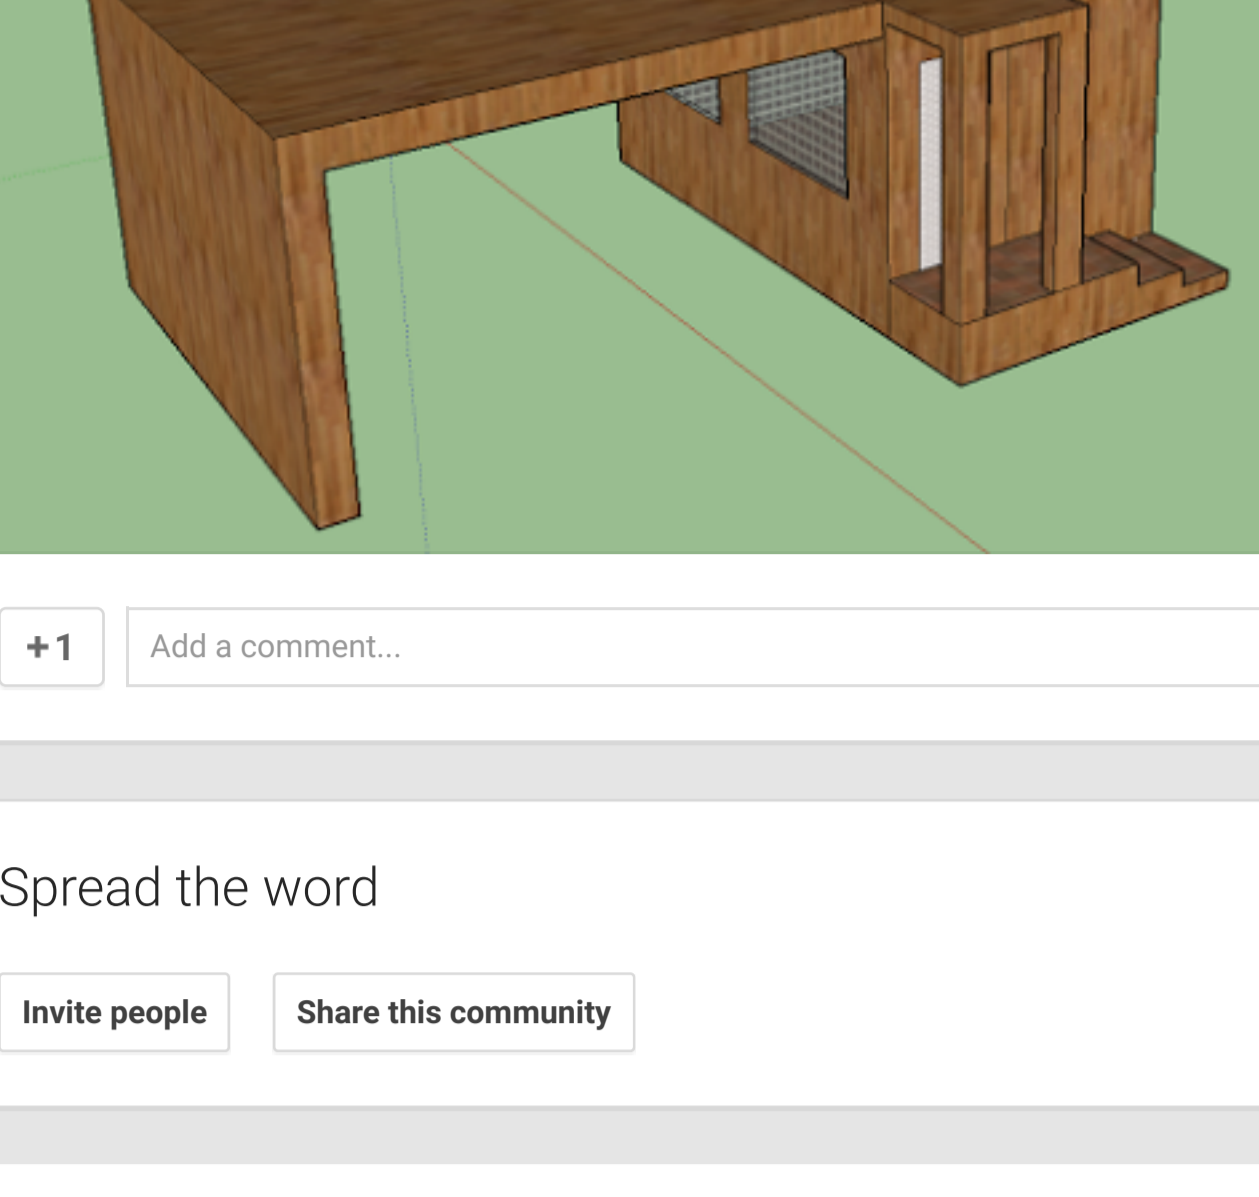 +1
Add a comment...
Spread the word
Invite people
Share this community